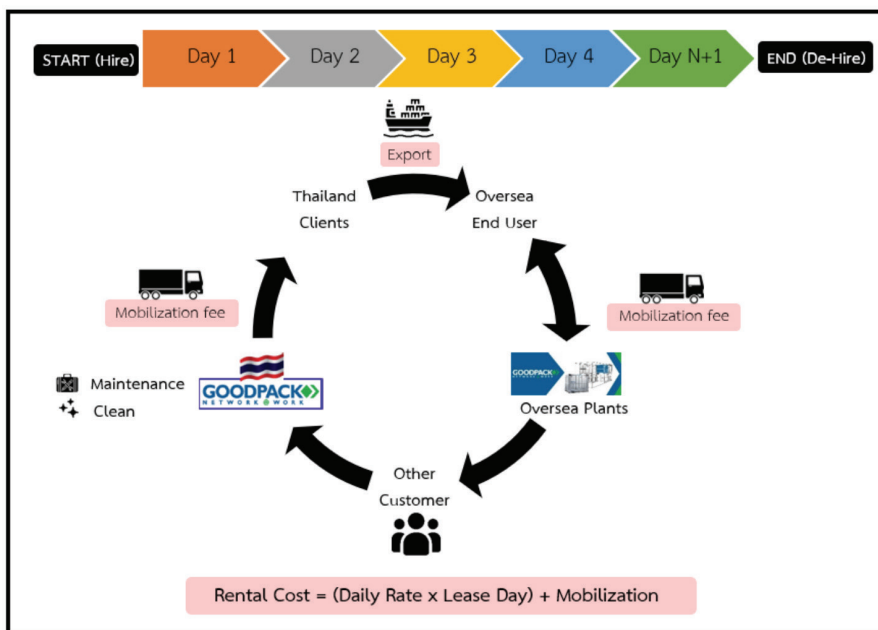 START (Hire)
Day 1
Day 2
Day 3
Day 4
Day N+1
END (De-Hire)
Export
Thailand
Clients
Oversea
End User
Mobilization fee
Mobilization fee
Maintenance
Clean
GOODPACK
NETWORK @ WORK
GOODPACK
Oversea Plants
Other
Customer
Rental Cost = (Daily Rate x Lease Day) + Mobilization